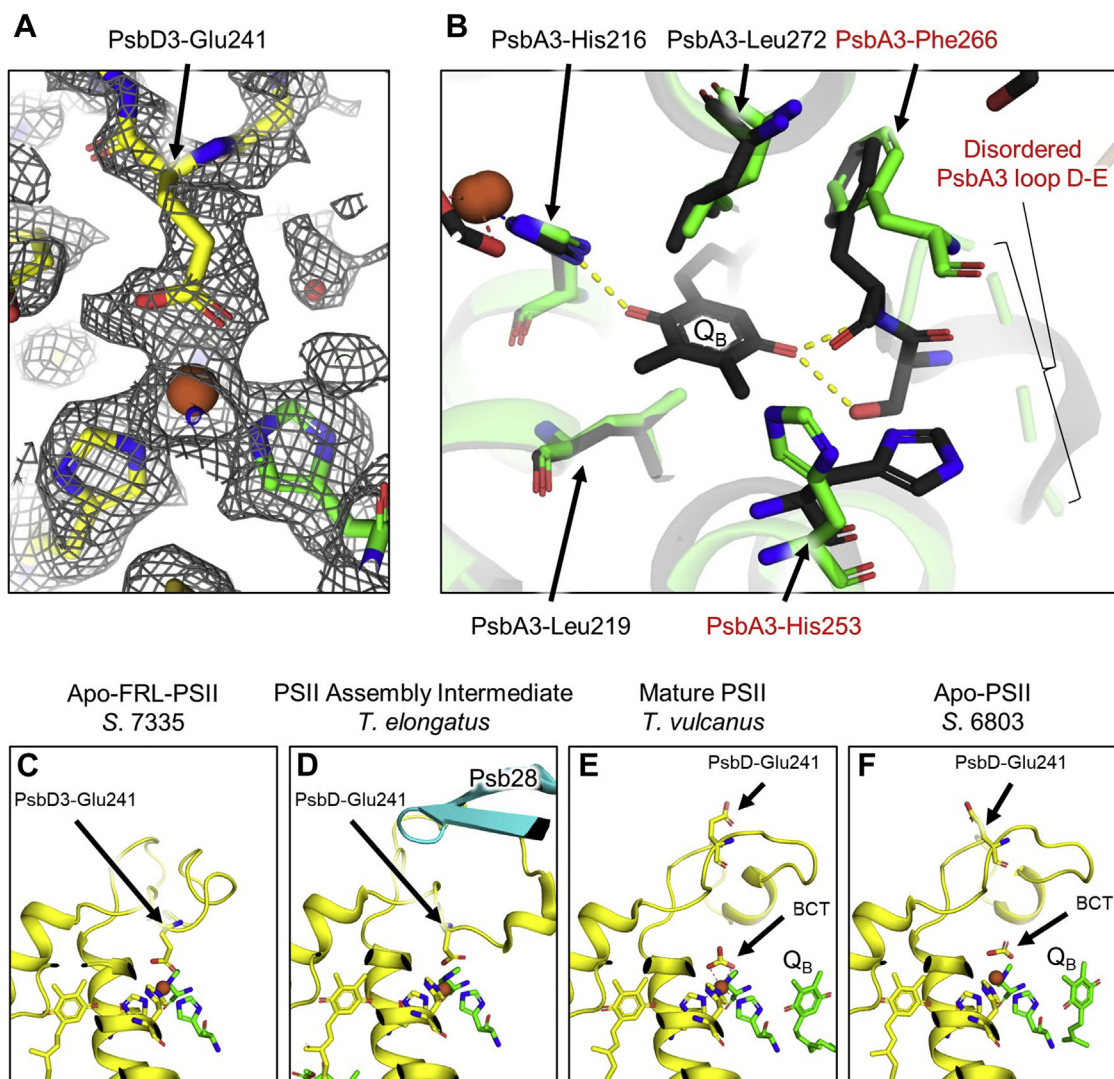 A
PsbD3-Glu241
B
PsbA3-His216
PsbA3-Leu272
PsbA3-Phe266
Disordered
PsbA3 loop D-E
QB
PsbA3-Leu219
PsbA3-His253
Apo-FRL-PSII
S. 7335
PSII Assembly Intermediate
T. elongatus
Mature PSII
T. vulcanus
Apo-PSII
S. 6803
C
PsbD3-Glu241
D
Psb28
PsbD-Glu241
E
PsbD-Glu241
BCT
QB
F
PsbD-Glu241
BCT
QB